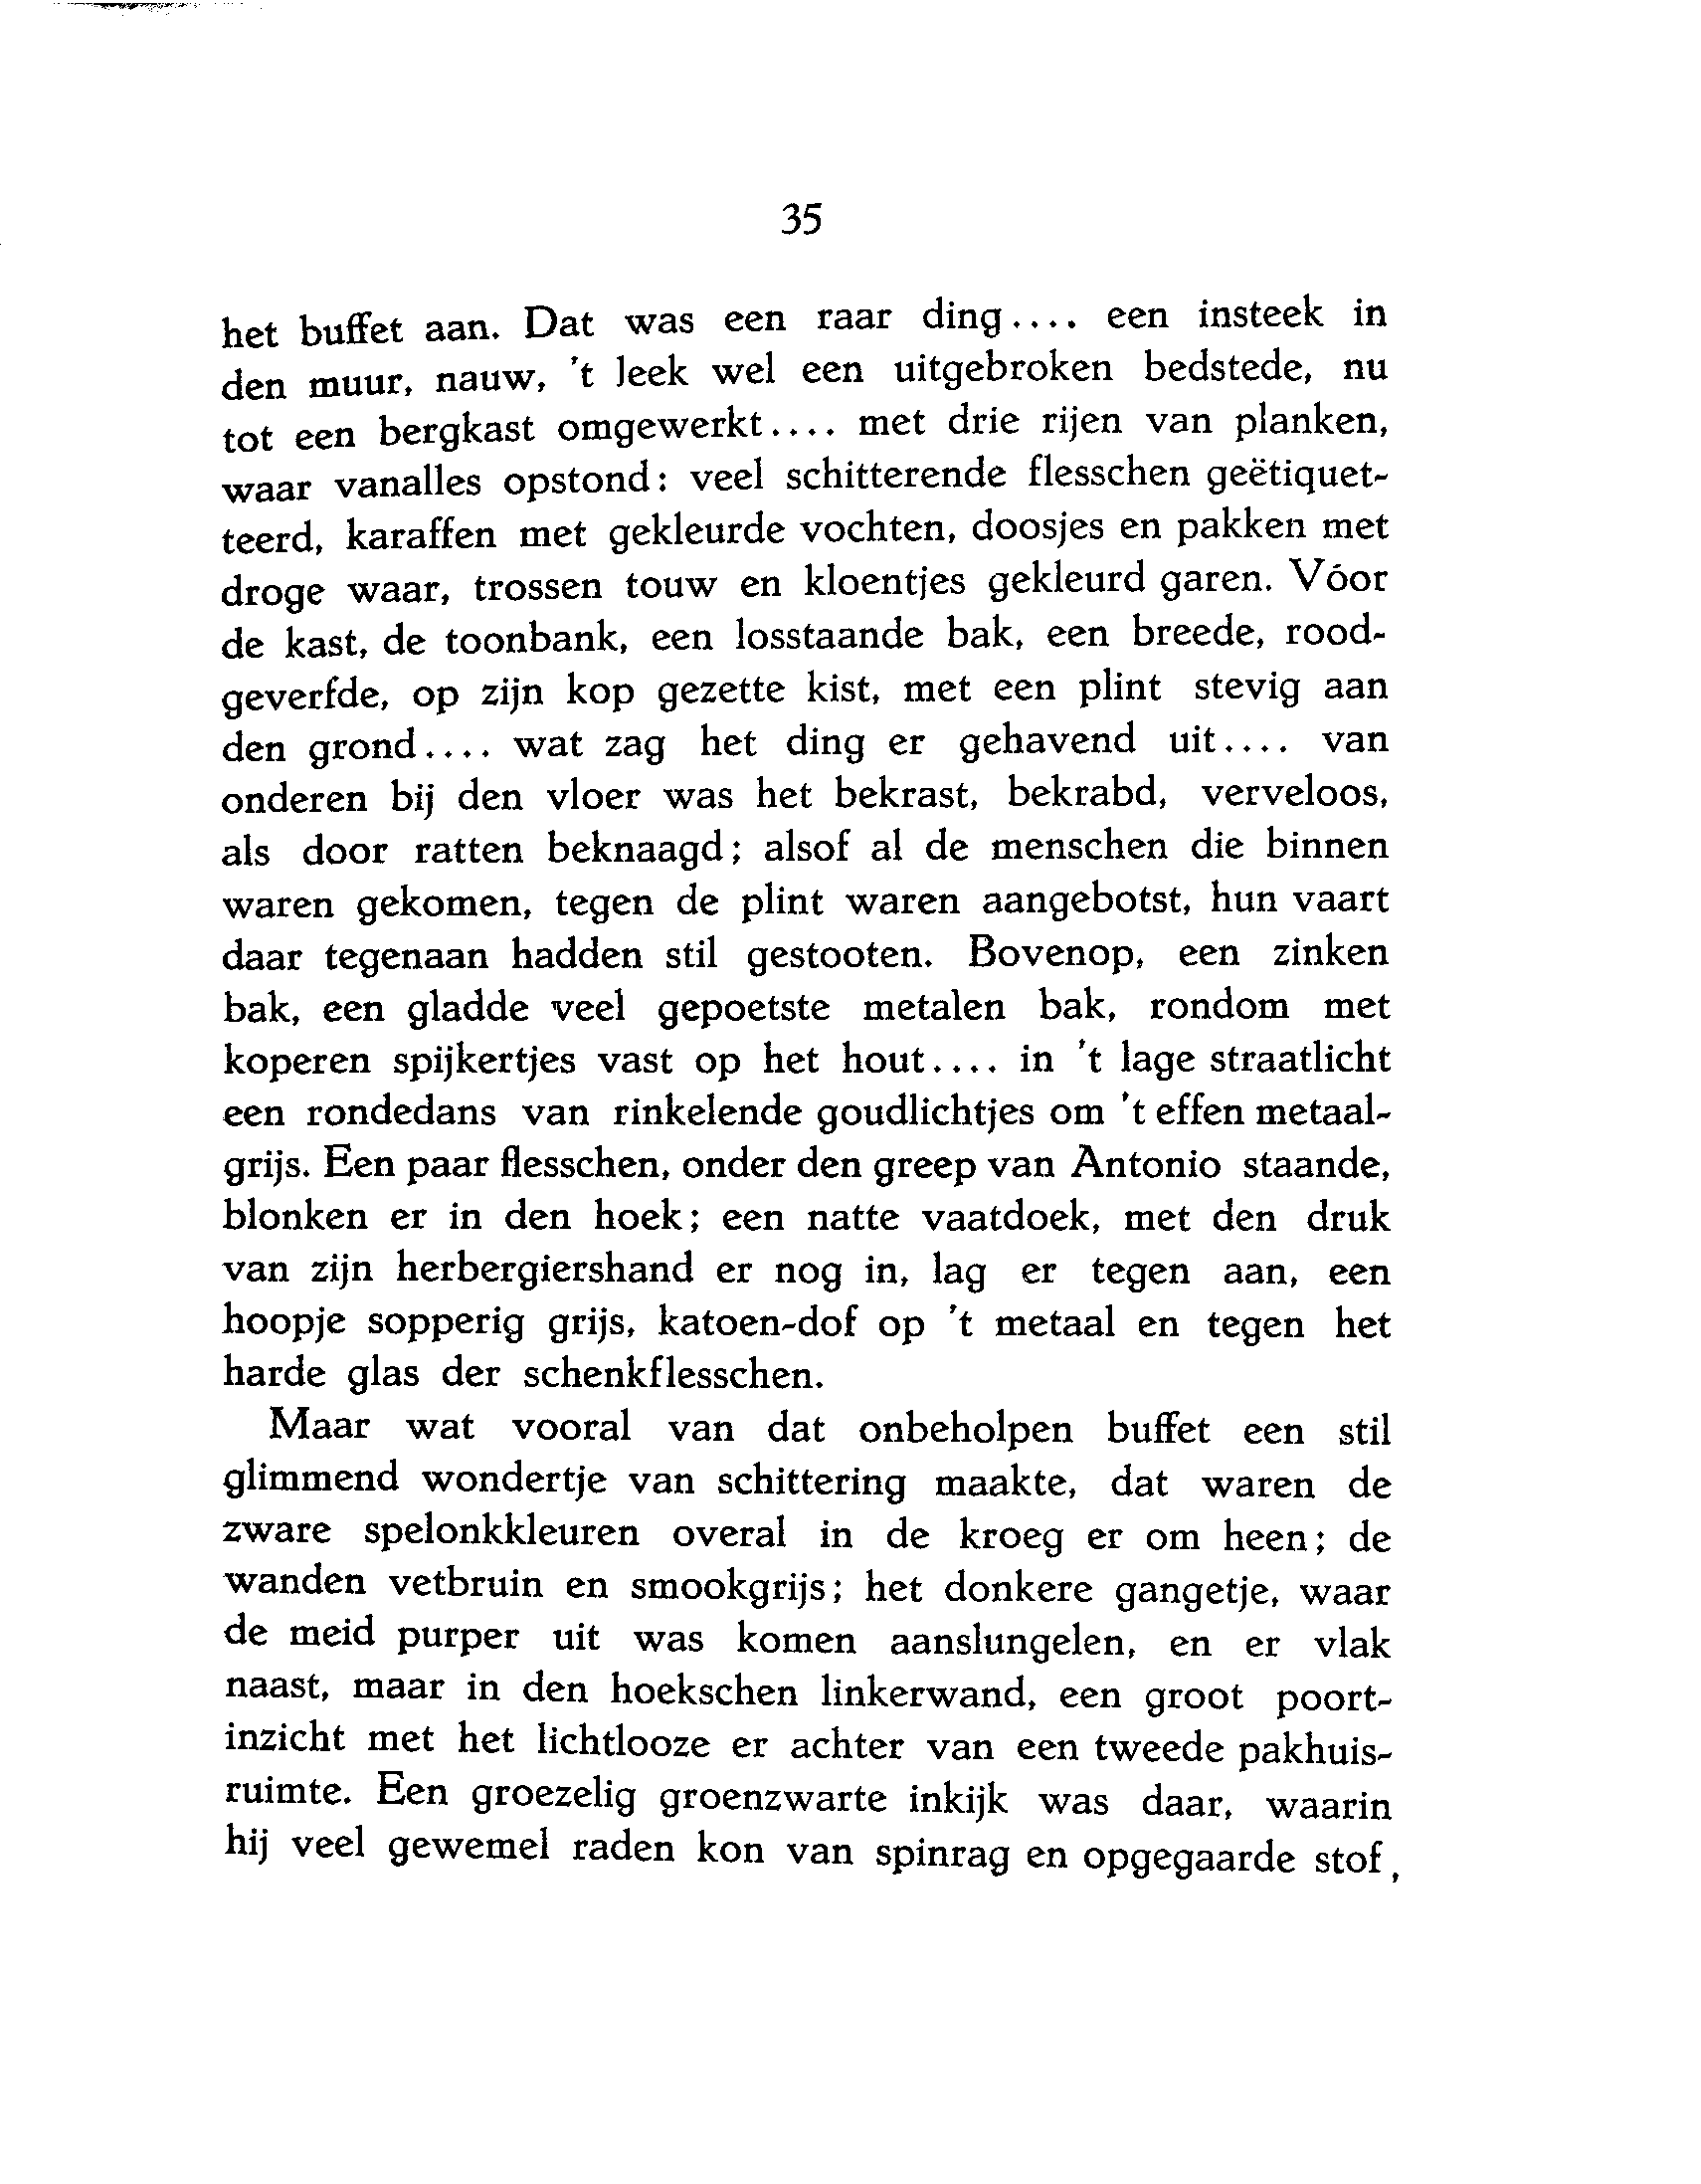 35
het buffet aan. Dat was een raar ding.... een insteek in
den muur, nauw, 't leek wel een uitgebroken bedstede, nu
tot een bergkast omgewerkt.... met drie rijen van planken,
waar vanalles opstond: veel schitterende flesschen geëtiquet-
teerd, karaffen met gekleurde vochten, doosjes en pakken met
droge waar, trossen touw en kloentjes gekleurd garen. Vóor
de kast, de toonbank, een losstaande bak, een breede, rood-
geverfde, op zijn kop gezette kist, met een plint stevig aan
den grond.... wat zag het ding er gehavend uit.... van
onderen bij den vloer was het bekrast, bekrabd, verveloos,
als door ratten beknaagd; alsof al de menschen die binnen
waren gekomen, tegen de plint waren aangebotst, hun vaart
daar tegenaan hadden stil gestooten. Bovenop, een zinken
bak, een gladde veel gepoetste metalen bak, rondom met
koperen spijkertjes vast op het hout.... in 't lage straatlicht
een rondedans van rinkelende goudlichtjes om 't effen metaal-
grijs. Een paar flesschen, onder den greep van Antonio staande,
blonken er in den hoek; een natte vaatdoek, met den druk
van zijn herbergiershand er nog in, lag er tegen aan, een
hoopje sopperig grijs, katoen-dof op 't metaal en tegen het
harde glas der schenkflesschen.
Maar wat vooral van dat onbeholpen buffet een stil
glimmend wondertje van schittering maakte, dat waren de
zware spelonkkleuren overal in de kroeg er om heen; de
wanden vetbruin en smookgrijs; het donkere gangetje, waar
de meid purper uit was komen aanslungelen, en er vlak
naast, maar in den hoekschen linkerwand, een groot poort-
inzicht met het lichtlooze er achter van een tweede pakhuis-
ruimte. Een groezelig groenzwarte inkijk was daar, waarin
hij veel gewemel raden kon van spinrag en opgegaarde stof,